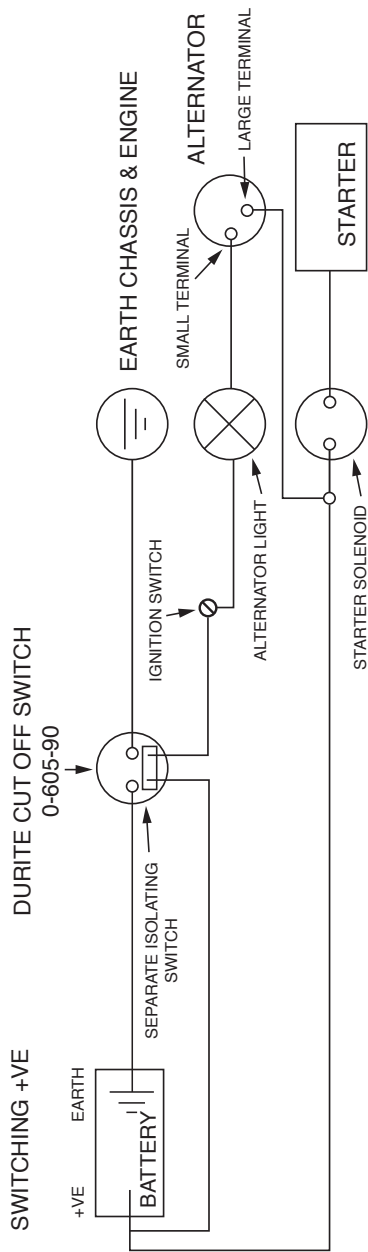 SWITCHING +VE
DURITE CUT OFF SWITCH
0-605-90
+VE
EARTH
BATTERY
SEPARATE ISOLATING
SWITCH
EARTH CHASSIS & ENGINE
IGNITION SWITCH
ALTERNATOR LIGHT
SMALL TERMINAL
ALTERNATOR
LARGE TERMINAL
STARTER SOLENOID
STARTER